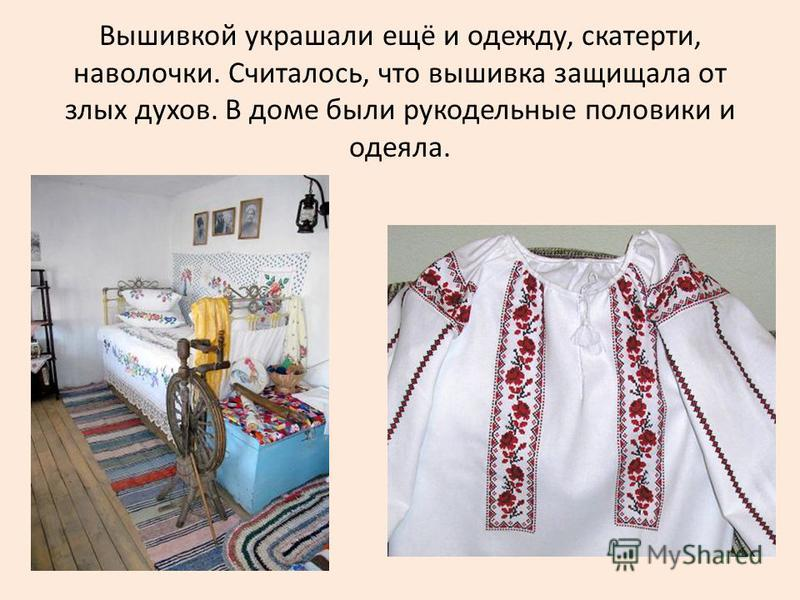 Вышивкой украшали ещё и одежду, скатерти,
наволочки. Считалось, что вышивка защищала от
злых духов. В доме были рукодельные половики и
одеяла.
MyShared